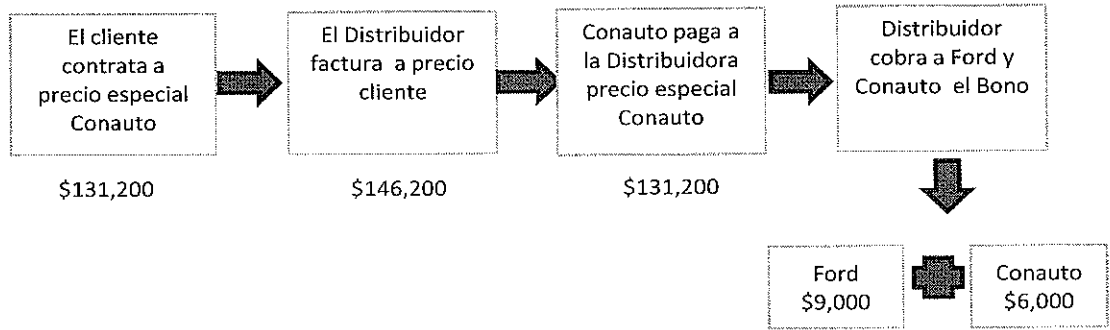 El cliente
contrata a
precio especial
Conauto
$131,200
El Distribuidor
factura a precio
cliente
$146,200
Conauto paga a
la Distribuidora
precio especial
Conauto
$131,200
Distribuidor
cobra a Ford y
Conauto el Bono
Ford
$9,000
Conauto
$6,000